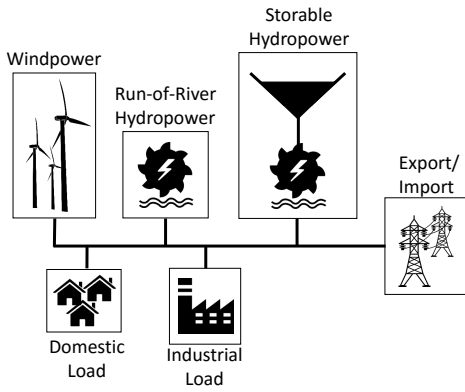 Storable
Hydropower
Windpower
Run-of-River
Hydropower
Export/
Import
Domestic
Load
Industrial
Load